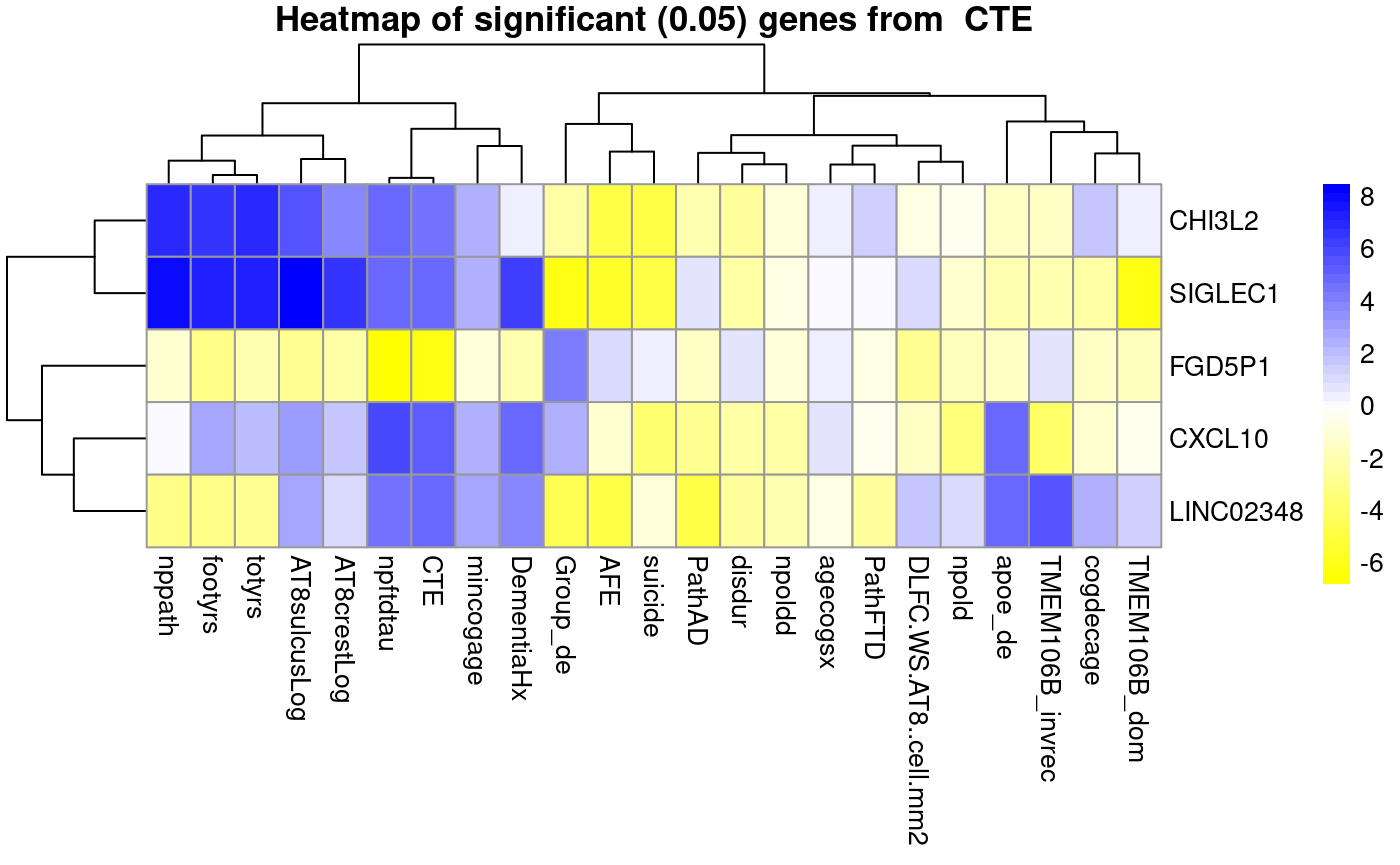 Heatmap of significant (0.05) genes from  CTE
CHI3L2
SIGLEC1
FGD5P1
CXCL10
LINC02348
8
6
4
2
0
-2
-4
-6
nppath
footyrs
totyrs
AT8sulcusLog
AT8crestLog
npftdtau
CTE
mincogage
DementiaHx
Group_de
AFE
suicide
PathAD
disdur
npoldd
agecogsx
PathFTD
DLFC.WS.AT8..cell.mm2
npold
apoe_de
TMEM106B_invrec
cogdecage
TMEM106B_dom